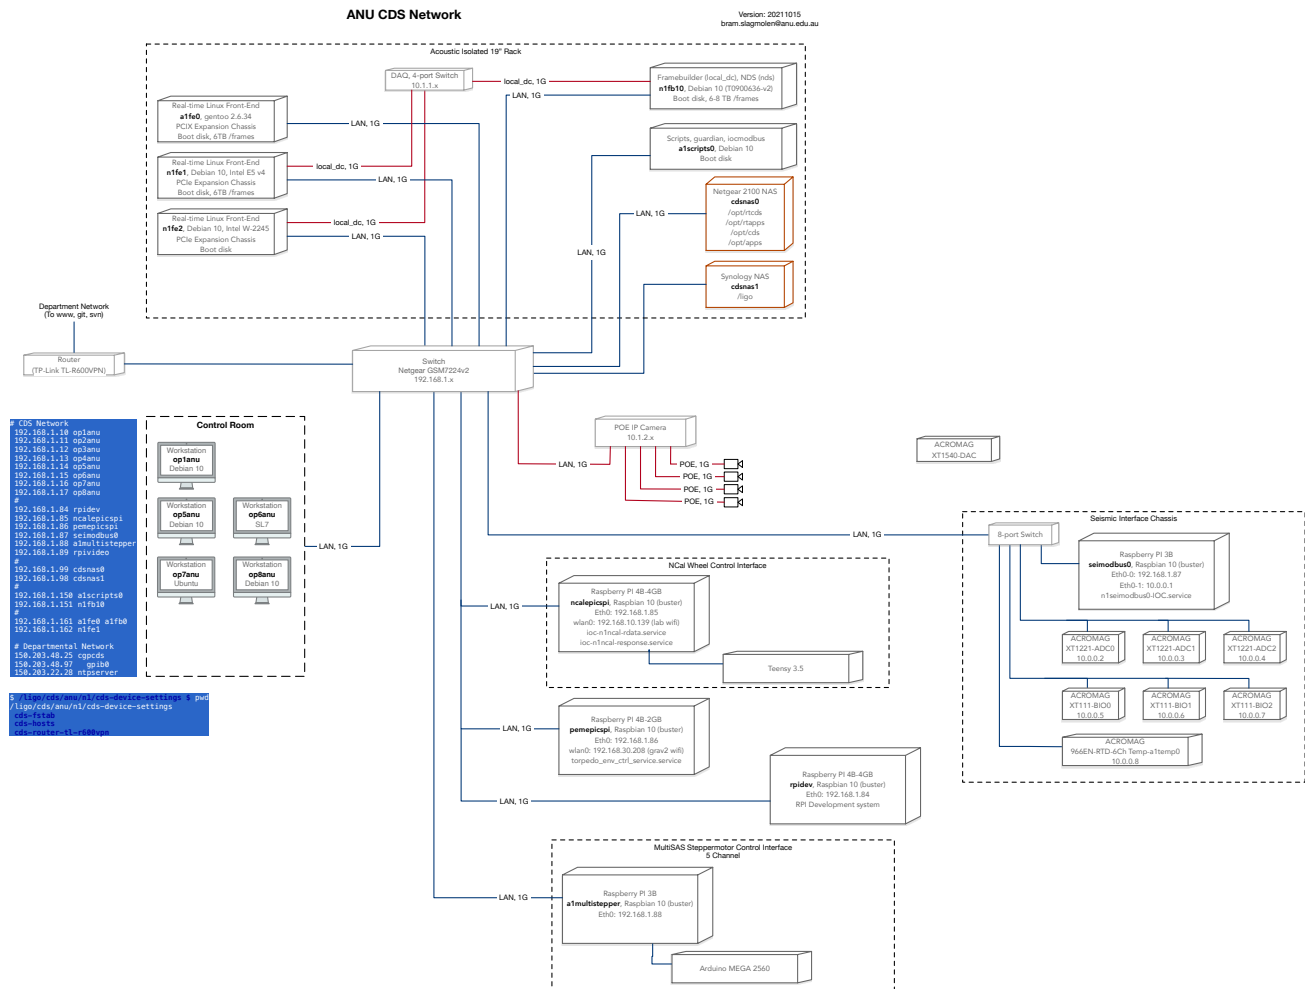 ANU CDS Network
Version: 20211015
bram.slagmolen@anu.edu.au
Acoustic Isolated 19" Rack
DAQ, 4-port Switch
10.1.1.x
local_dc, 1G
LAN, 1G
Framebuilder (local_dc), NDS (nds)
n1fb10, Debian 10 (T0900636-v2)
Boot disk, 6-8 TB /frames
Real-time Linux Front-End
a1fe0, gentoo 2.6.34
PCIX Expansion Chassis
Boot disk, 6TB /frames
LAN, 1G
Scripts, guardian, iocmodbus
a1scripts0, Debian 10
Boot disk
Real-time Linux Front-End
n1fe1, Debian 10, Intel E5 v4
PCIe Expansion Chassis
Boot disk, 6TB /frames
local_dc, 1G
LAN, 1G
Netgear 2100 NAS
cdsnas0
/opt/rtcds
/opt/rtapps
/opt/cds
/opt/apps
LAN, 1G
Real-time Linux Front-End
n1fe2, Debian 10, Intel W-2245
PCIe Expansion Chassis
Boot disk
local_dc, 1G
LAN, 1G
LAN, 1G
Synology NAS
cdsnas1
/ligo
Department Network
(To www, git, svn)
Router
(TP-Link TL-R600VPN)
Switch
Netgear GSM7224v2
192.168.1.x
# CDS Network
192.168.1.10 op1anu
192.168.1.11 op2anu
192.168.1.12 op3anu
192.168.1.13 op4anu
192.168.1.14 op5anu
192.168.1.15 op6anu
192.168.1.16 op7anu
192.168.1.17 op8anu
#
192.168.1.84 rpidev
192.168.1.85 ncalepicspi
192.168.1.86 pemepicspi
192.168.1.87 seimodbus0
192.168.1.88 a1multistepper
192.168.1.89 rpivideo
#
192.168.1.99 cdsnas0
192.168.1.98 cdsnas1
#
192.168.1.150 a1scripts0
192.168.1.151 n1fb10
#
192.168.1.161 a1fe0 a1fb0
192.168.1.162 n1fe1
# Departmental Network
150.203.48.25 cgpcds
150.203.48.97 gpib0
150.203.22.28 ntpserver
$ /ligo/cds/anu/n1/cds-device-settings $ pwd
/ligo/cds/anu/n1/cds-device-settings
cds-fstab
cds-hosts
cds-router-tl-r600vpn
Control Room
Workstation
op1anu
Debian 10
Workstation
op5anu
Debian 10
Workstation
op6anu
SL7
Workstation
op7anu
Ubuntu
Workstation
op8anu
Debian 10
LAN, 1G
POE IP Camera
10.1.2.x
LAN, 1G
POE, 1G
POE, 1G
POE, 1G
POE, 1G
ACROMAG
XT1540-DAC
LAN, 1G
Seismic Interface Chassis
8-port Switch
Raspberry PI 3B
seimodbus0, Raspbian 10 (buster)
Eth0-0: 192.168.1.87
Eth0-1: 10.0.0.1
n1seimodbus0-IOC.service
ACROMAG
XT1221-ADC0
10.0.0.2
ACROMAG
XT1221-ADC1
10.0.0.3
ACROMAG
XT1221-ADC2
10.0.0.4
ACROMAG
XT111-BIO0
10.0.0.5
ACROMAG
XT111-BIO1
10.0.0.6
ACROMAG
XT111-BIO2
10.0.0.7
ACROMAG
966EN-RTD-6Ch Temp-a1temp0
10.0.0.8
NCal Wheel Control Interface
LAN, 1G
Raspberry PI 4B-4GB
ncalepicspi, Raspbian 10 (buster)
Eth0: 192.168.1.85
wlan0: 192.168.10.139 (lab wifi)
ioc-n1ncal-rdata.service
ioc-n1ncal-response.service
Teensy 3.5
LAN, 1G
Raspberry PI 4B-2GB
pemepicspi, Raspbian 10 (buster)
Eth0: 192.168.1.86
wlan0: 192.168.30.208 (grav2 wifi)
torpedo_env_ctrl_service.service
LAN, 1G
Raspberry PI 4B-4GB
rpidev, Raspbian 10 (buster)
Eth0: 192.168.1.84
RPI Development system
MultiSAS Steppermotor Control Interface
5 Channel
LAN, 1G
Raspberry PI 3B
a1multistepper, Raspbian 10 (buster)
Eth0: 192.168.1.88
Arduino MEGA 2560